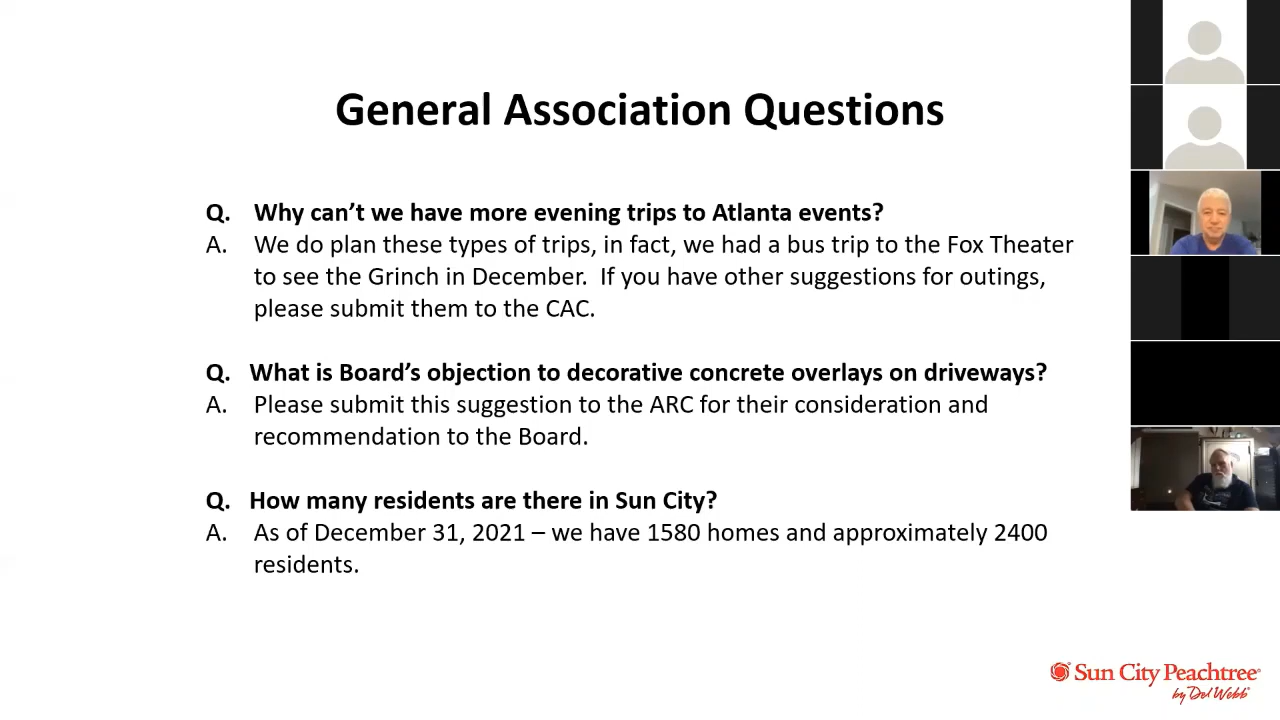 General Association Questions
Q. Why can’t we have more evening trips to Atlanta events?
A. We do plan these types of trips, in fact, we had a bus trip to the Fox Theater
to see the Grinch in December. If you have other suggestions for outings,
please submit them to the CAC.
Q. What is Board’s objection to decorative concrete overlays on driveways?
A. Please submit this suggestion to the ARC for their consideration and
recommendation to the Board.
Q. How many residents are there in Sun City?
A. As of December 31, 2021 – we have 1580 homes and approximately 2400
residents.
Sun City Peachtree
by Del Webb